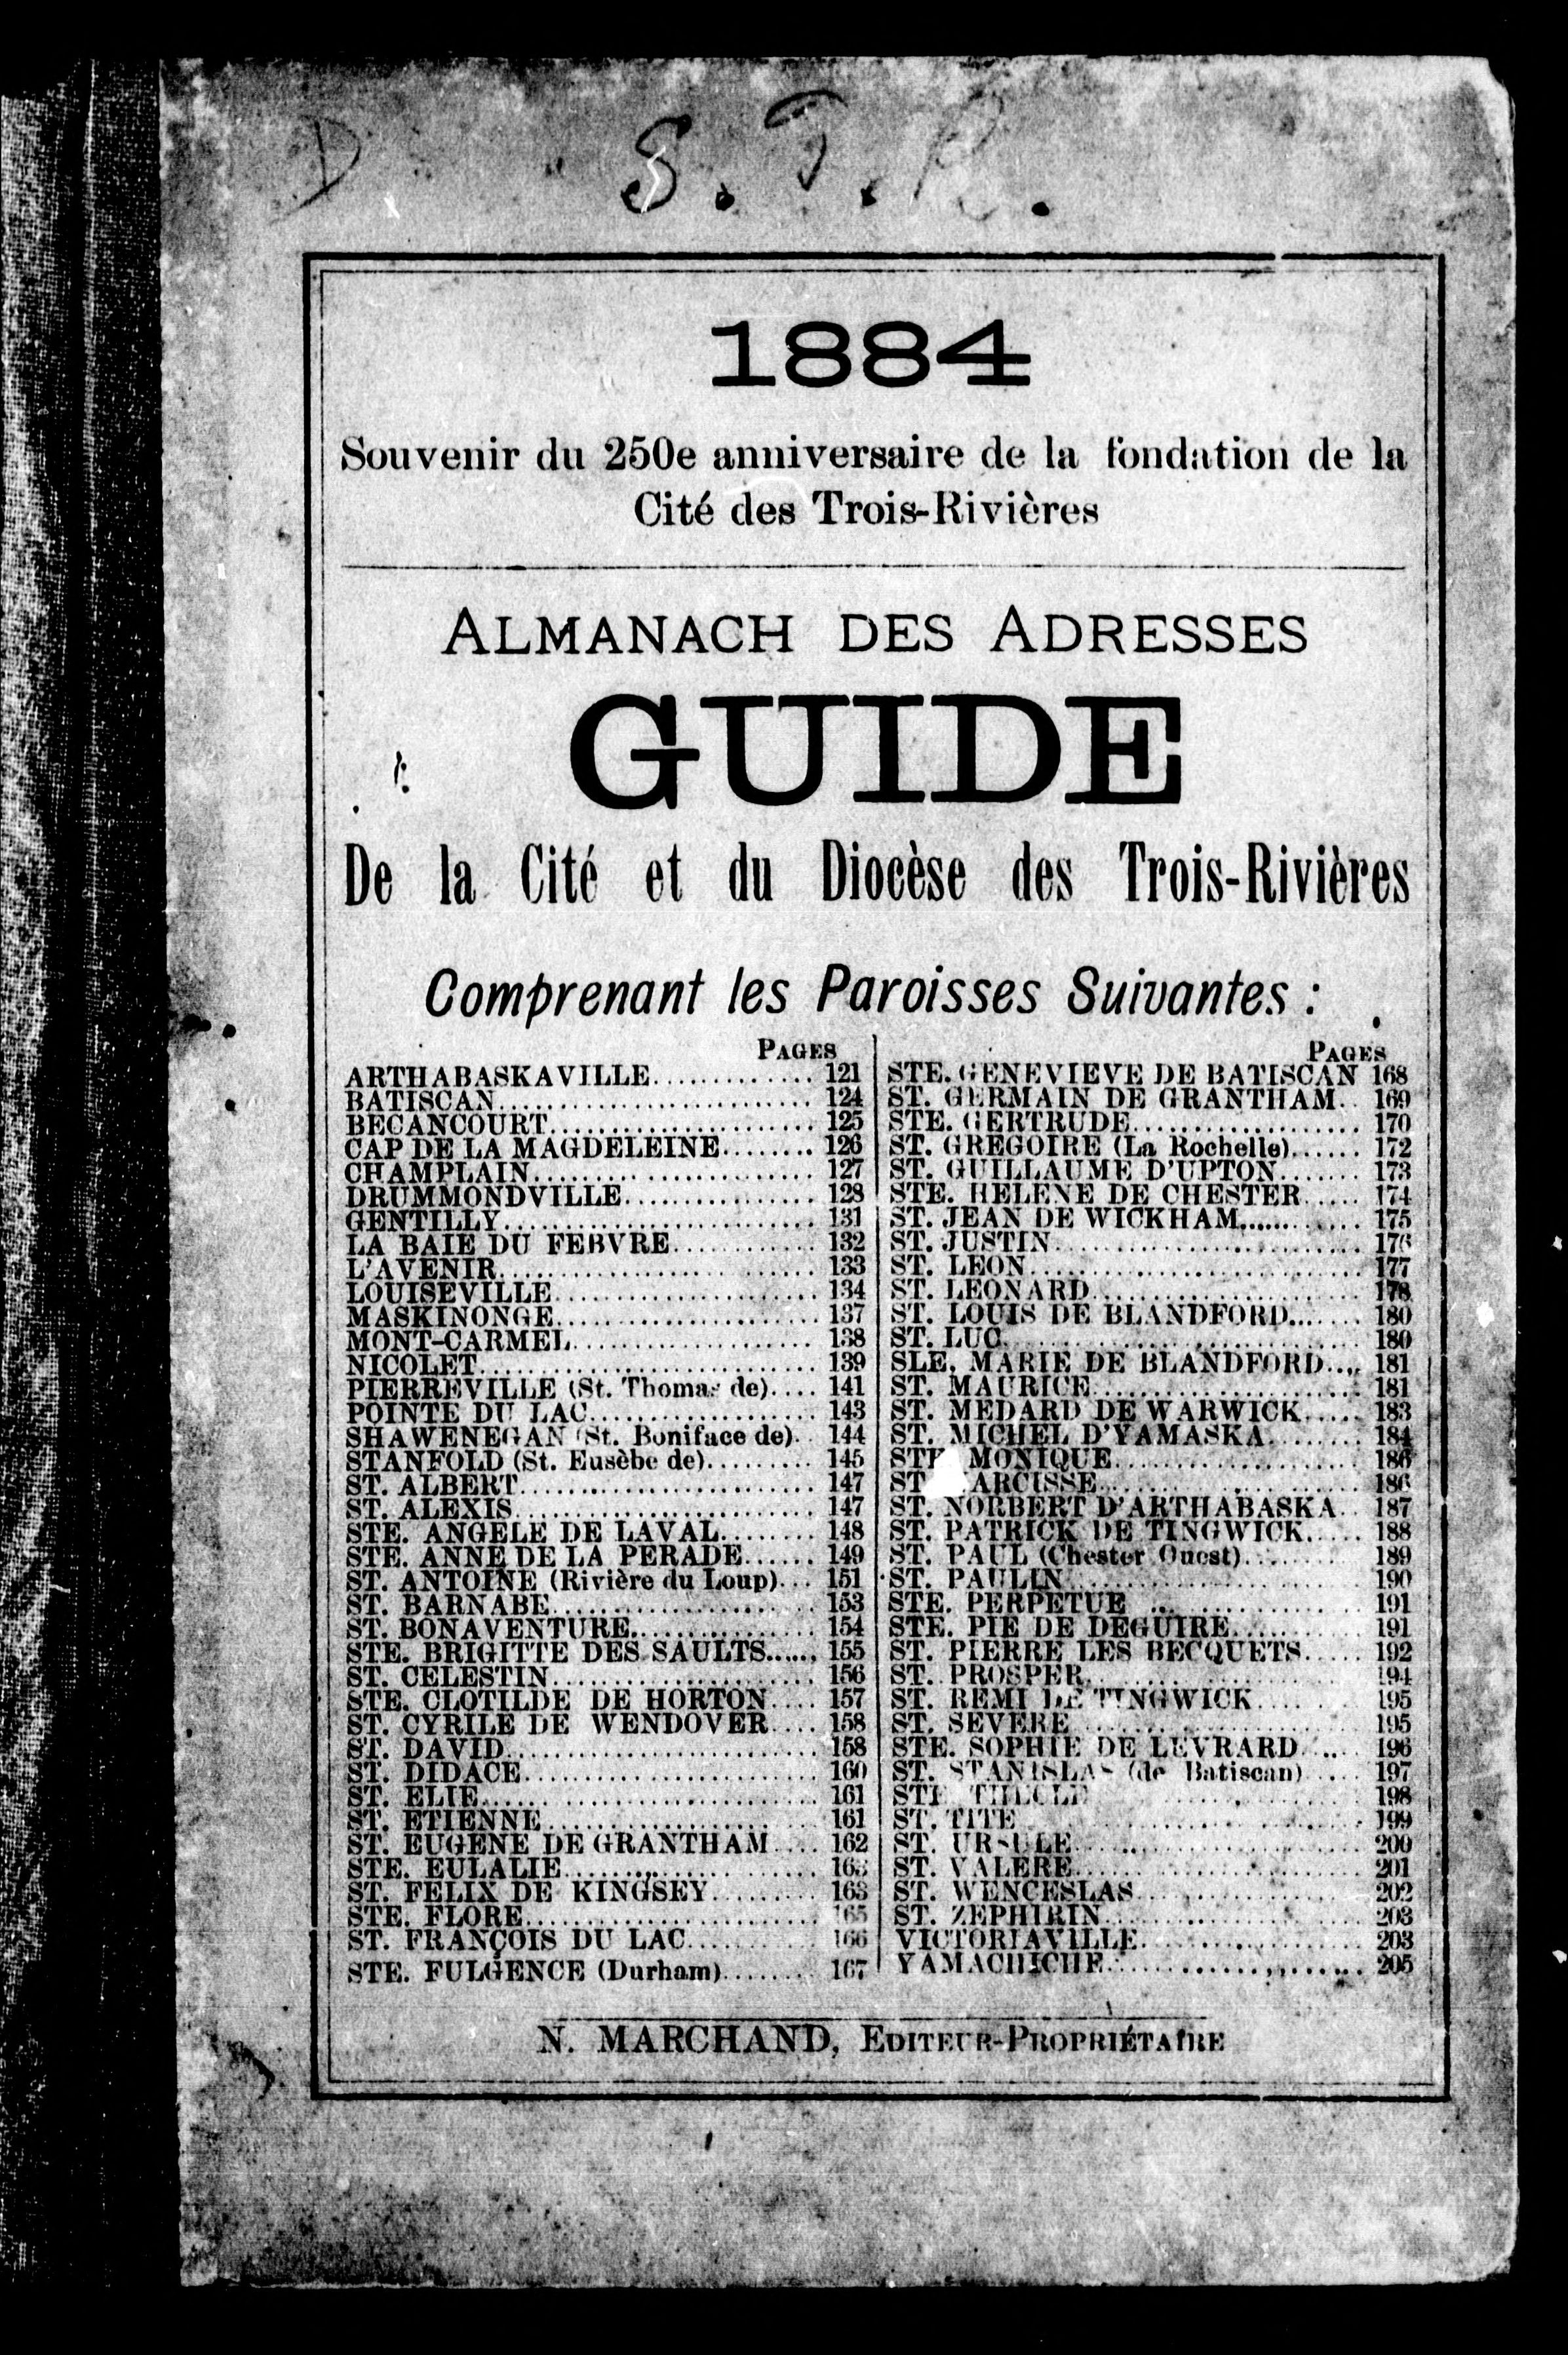 D S. T. R.
1884
Souvenir du 250e anniversaire de la fondation de la
Cité des Trois-Rivières
ALMANACH DES ADRESSES
GUIDE
De la Cité et du Diocèse des Trois-Rivières
Comprenant les Paroisses Suivantes :
PAGES
ARTHABASKAVILLE............. 121
BATISCAN.......................... 124
BECANCOURT...................... 125
CAP DE LA MAGDELEINE........ 126
CHAMPLAIN........................ 127
DRUMMONDVILLE................ 128
GENTILLY.......................... 131
LA BAIE DU FEBVRE............ 132
L'AVENIR.......................... 133
LOUISEVILLE...................... 134
MASKINONGE...................... 137
MONT-CARMEL.................... 138
NICOLET............................ 139
PIERREVILLE (St. Thomas de).... 141
POINTE DU LAC................... 143
SHAWENEGAN (St. Boniface de).. 144
STANFOLD (St. Eusèbe de)......... 145
ST. ALBERT........................ 147
ST. ALEXIS......................... 147
STE. ANGELE DE LAVAL........ 148
STE. ANNE DE LA PERADE...... 149
ST. ANTOINE (Rivière du Loup)... 151
ST. BARNABE...................... 153
ST. BONAVENTURE................ 154
STE. BRIGITTE DES SAULTS..... 155
ST. CELESTIN...................... 156
STE. CLOTILDE DE HORTON.... 157
ST. CYRILE DE WENDOVER.... 158
ST. DAVID.......................... 158
ST. DIDACE........................ 160
ST. ELIE............................ 161
ST. ETIENNE....................... 161
ST. EUGENE DE GRANTHAM.... 162
STE. EULALIE..................... 163
ST. FELIX DE KINGSEY......... 163
STE. FLORE........................ 165
ST. FRANÇOIS DU LAC........... 166
STE. FULGENCE (Durham)........ 167
PAGES
STE. GENEVIEVE DE BATISCAN 168
ST. GERMAIN DE GRANTHAM.. 169
STE. GERTRUDE................... 170
ST. GREGOIRE (La Rochelle)...... 172
ST. GUILLAUME D'UPTON....... 173
STE. HELENE DE CHESTER..... 174
ST. JEAN DE WICKHAM........... 175
ST. JUSTIN......................... 176
ST. LEON........................... 177
ST. LEONARD...................... 178
ST. LOUIS DE BLANDFORD....... 180
ST. LUC............................. 180
SLE. MARIE DE BLANDFORD.... 181
ST. MAURICE...................... 181
ST. MEDARD DE WARWICK..... 183
ST. MICHEL D'YAMASKA........ 184
STE MONIQUE.................... 186
ST ARCISSE..................... 186
ST. NORBERT D'ARTHABASKA.. 187
ST. PATRICK DE TINGWICK..... 188
ST. PAUL (Chester Ouest)........ 189
ST. PAULIN........................ 190
STE. PERPETUE................... 191
STE. PIE DE DEGUIRE........... 191
ST. PIERRE LES BECQUETS..... 192
ST. PROSPER...................... 194
ST. REMI DE TINGWICK......... 195
ST. SEVERE....................... 195
STE. SOPHIE DE LEVRARD..... 196
ST. STANISLAS (de Batiscan)..... 197
STE THECLE..................... 198
ST. TITE............................ 199
ST. URSULE....................... 200
ST. VALERE....................... 201
ST. WENCESLAS.................. 202
ST. ZEPHIRIN..................... 203
VICTORIAVILLE................... 203
YAMACHICHE..................... 205
N. MARCHAND, EDITEUR-PROPRIÉTAIRE